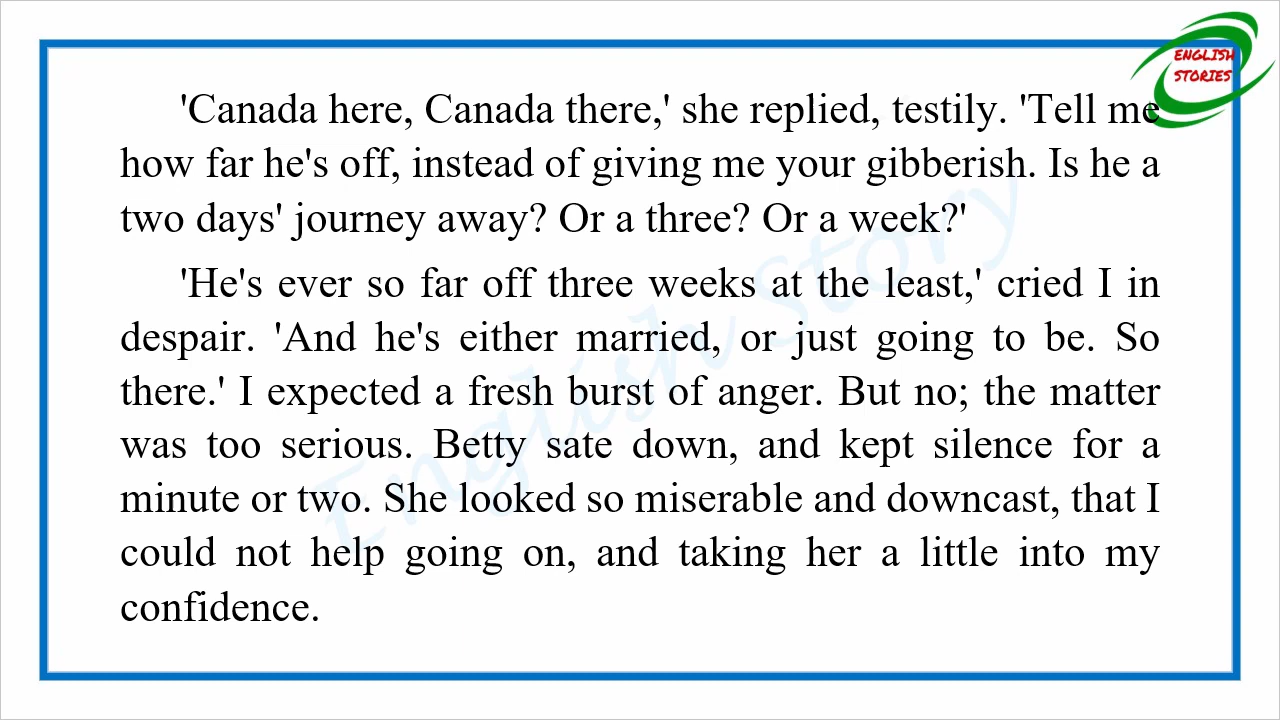 ENGLISH
STORIES
'Canada here, Canada there,' she replied, testily. 'Tell me
how far he's off, instead of giving me your gibberish. Is he a
two days' journey away? Or a three? Or a week?'
'He's ever so far off three weeks at the least,' cried I in
despair. 'And he's either married, or just going to be. So
there.' I expected a fresh burst of anger. But no; the matter
was too serious. Betty sate down, and kept silence for a
minute or two. She looked so miserable and downcast, that I
could not help going on, and taking her a little into my
confidence.
English Story